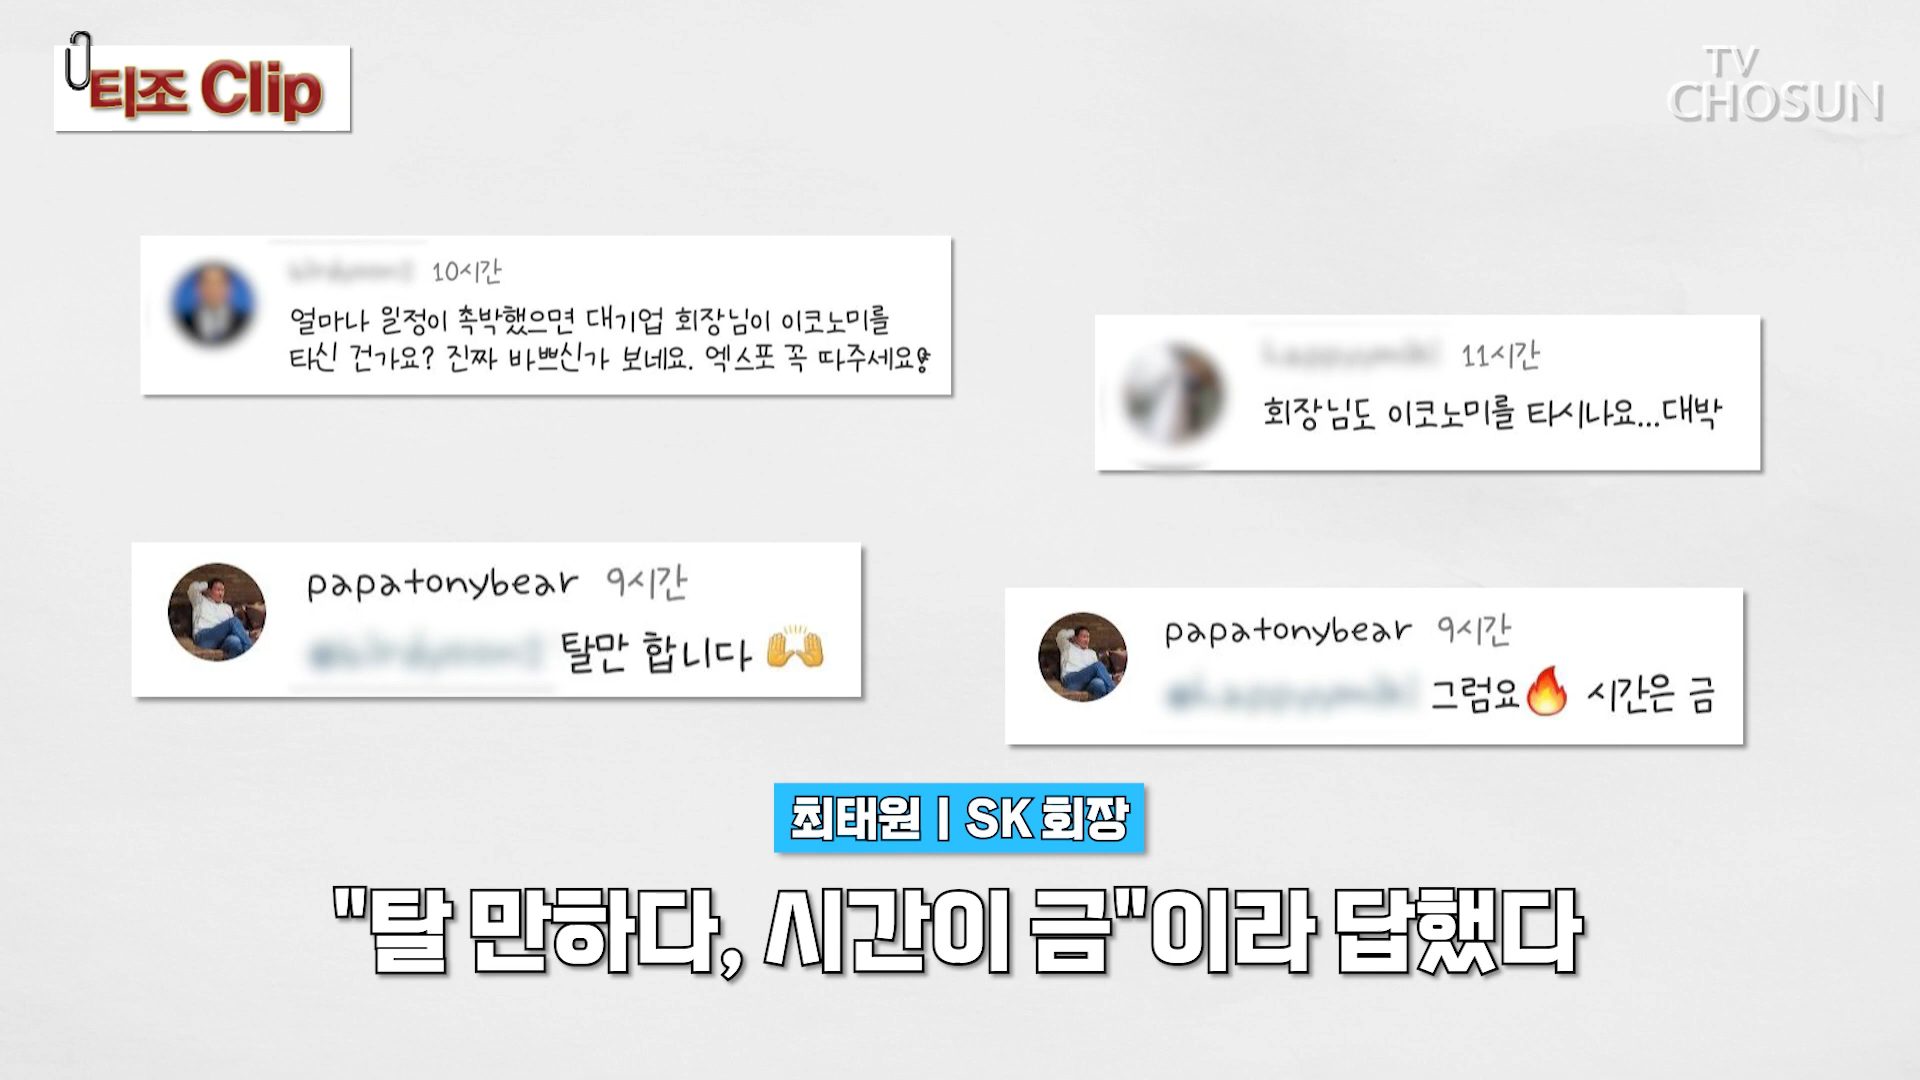 티조 Clip
TV
CHOSUN
10시간
얼마나 일정이 촉박했으면 대기업 회장님이 이코노미를
타신 건가요? 진짜 바쁘신가 보네요. 엑스포 꼭 따주세요
11시간
회장님도 이코노미를 타시나요...대박
papatonybear 9시간
탈만 합니다 🙌
papatonybear 9시간
그럼요🔥 시간은 금
최태원 | SK 회장
"탈 만하다, 시간이 금"이라 답했다